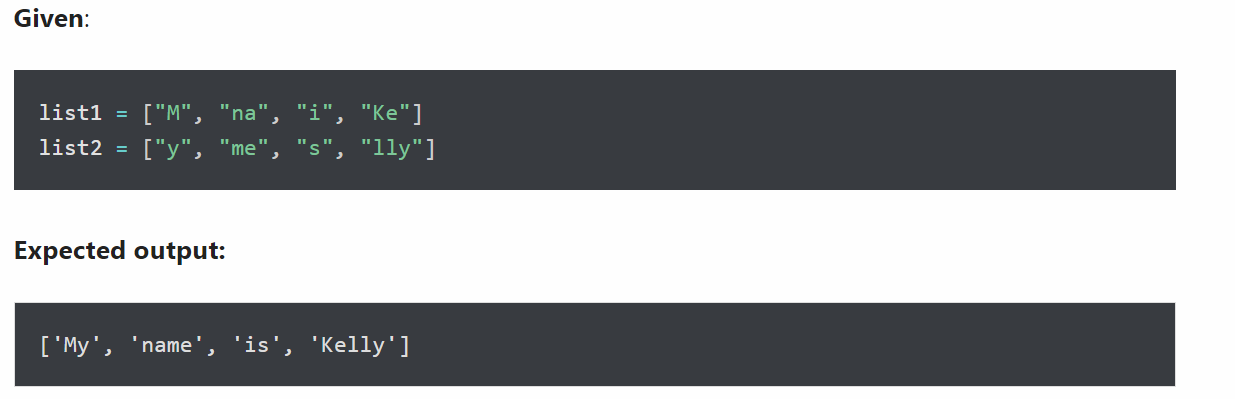 Given:
list1 = ["M", "na", "i", "Ke"]
list2 = ["y", "me", "s", "lly"]
Expected output:
['My', 'name', 'is', 'Kelly']